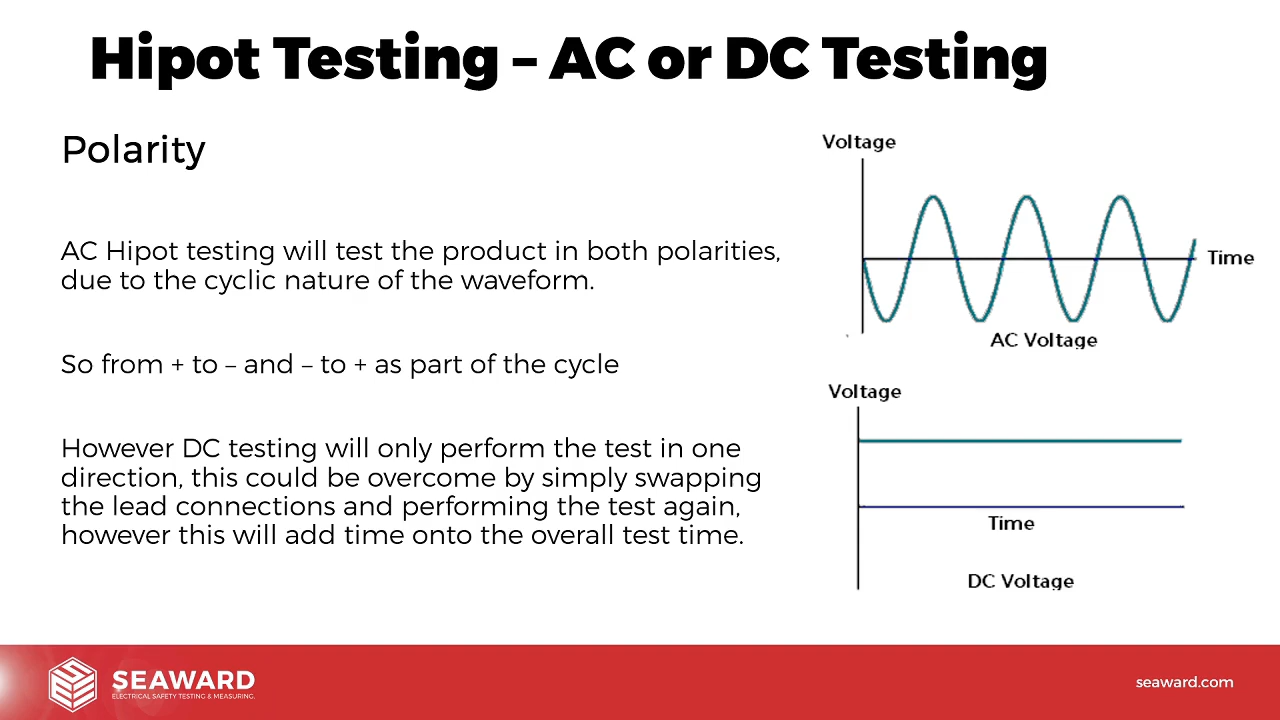 Hipot Testing – AC or DC Testing
Polarity
AC Hipot testing will test the product in both polarities,
due to the cyclic nature of the waveform.
So from + to – and – to + as part of the cycle
However DC testing will only perform the test in one
direction, this could be overcome by simply swapping
the lead connections and performing the test again,
however this will add time onto the overall test time.
Voltage
Time
AC Voltage
Voltage
Time
DC Voltage
SEAWARD
ELECTRICAL SAFETY TESTING & MEASURING.
seaward.com